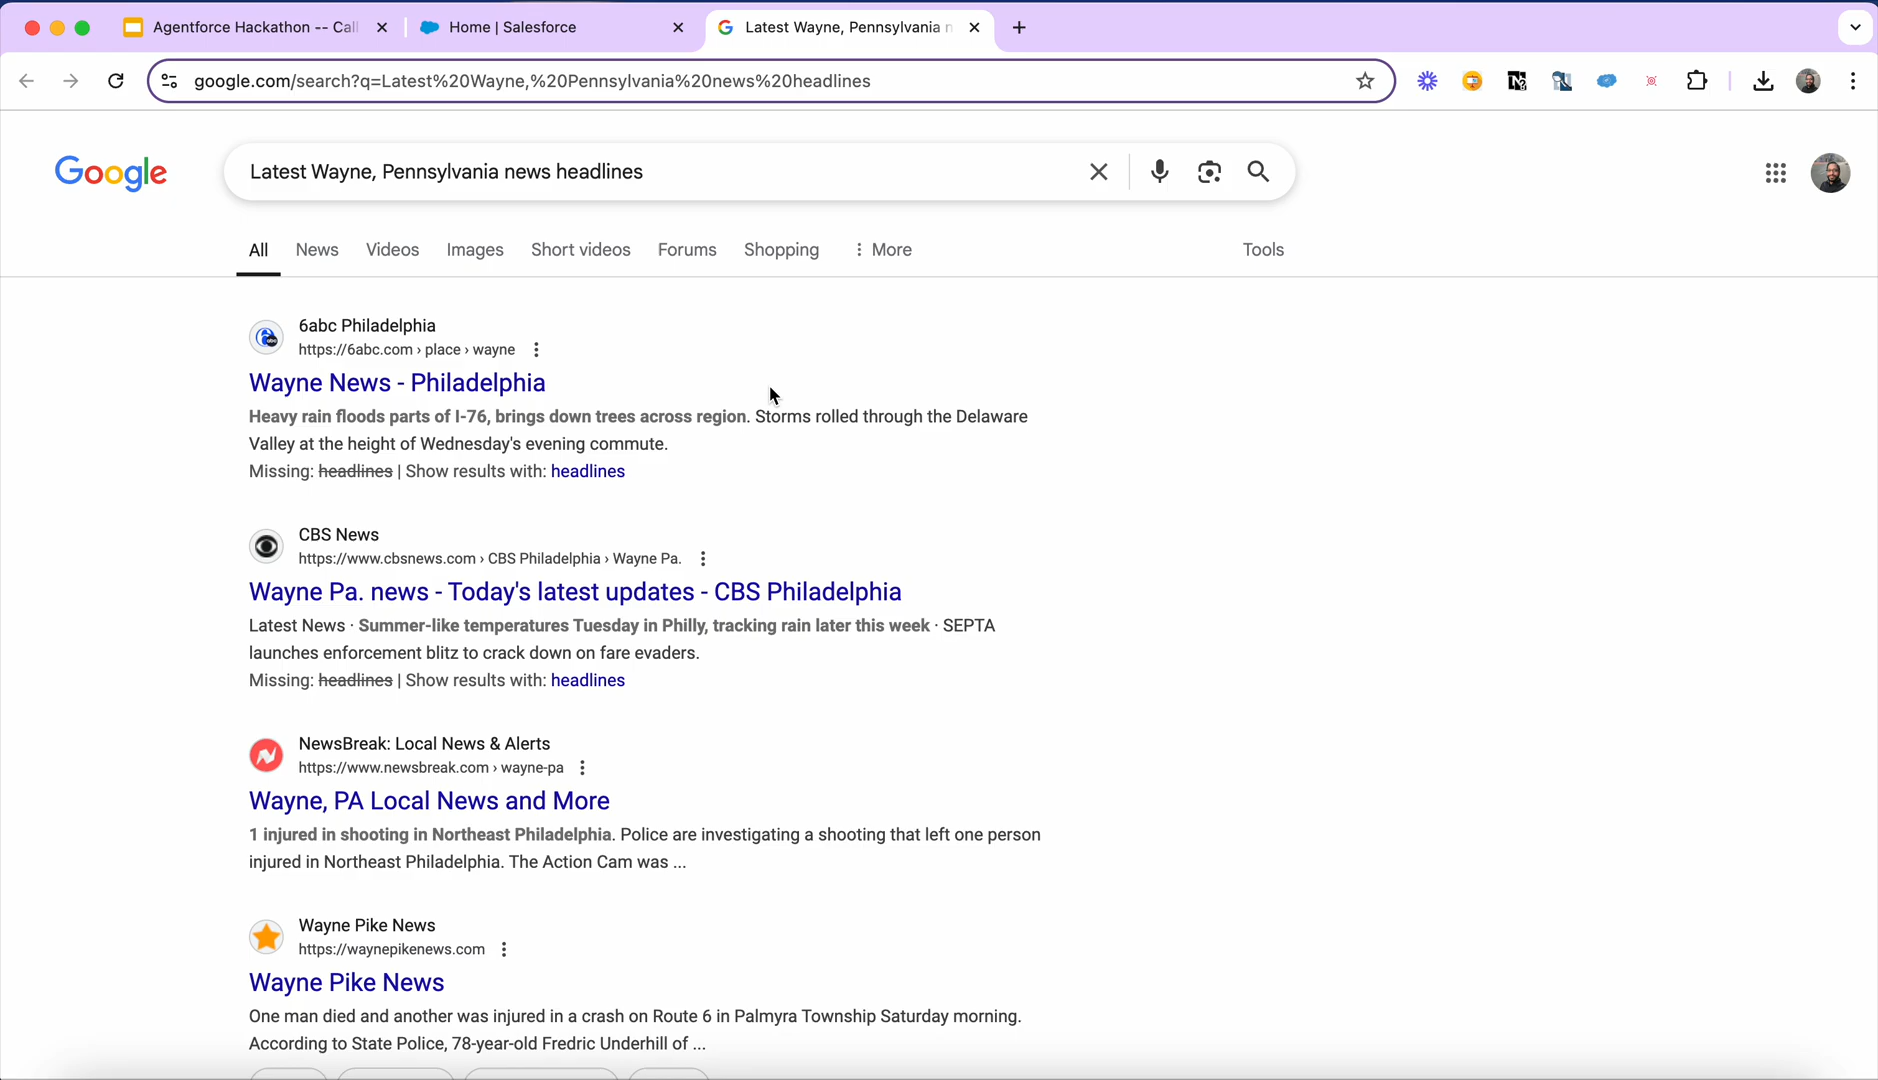 Agentforce Hackathon -- Call
Home | Salesforce
Latest Wayne, Pennsylvania n
google.com/search?q=Latest%20Wayne,%20Pennsylvania%20news%20headlines
Google
Latest Wayne, Pennsylvania news headlines
All
News
Videos
Images
Short videos
Forums
Shopping
More
Tools
6abc Philadelphia
https://6abc.com › place › wayne
Wayne News - Philadelphia
Heavy rain floods parts of I-76, brings down trees across region. Storms rolled through the Delaware
Valley at the height of Wednesday's evening commute.
Missing: headlines | Show results with: headlines
CBS News
https://www.cbsnews.com › CBS Philadelphia › Wayne Pa.
Wayne Pa. news - Today's latest updates - CBS Philadelphia
Latest News · Summer-like temperatures Tuesday in Philly, tracking rain later this week · SEPTA
launches enforcement blitz to crack down on fare evaders.
Missing: headlines | Show results with: headlines
NewsBreak: Local News & Alerts
https://www.newsbreak.com › wayne-pa
Wayne, PA Local News and More
1 injured in shooting in Northeast Philadelphia. Police are investigating a shooting that left one person
injured in Northeast Philadelphia. The Action Cam was ...
Wayne Pike News
https://waynepikenews.com
Wayne Pike News
One man died and another was injured in a crash on Route 6 in Palmyra Township Saturday morning.
According to State Police, 78-year-old Fredric Underhill of ...